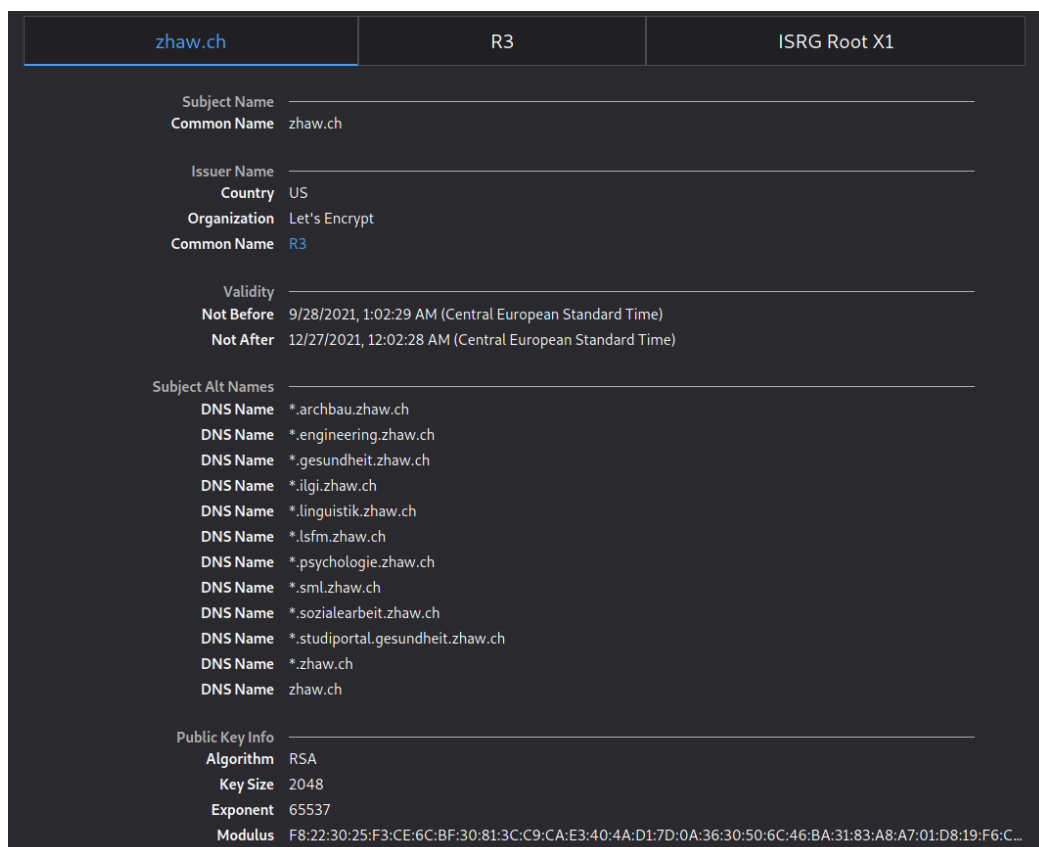 zhaw.ch R3 ISRG Root X1
Subject Name
Common Name zhaw.ch
Issuer Name
Country US
Organization Let's Encrypt
Common Name R3
Validity
Not Before 9/28/2021, 1:02:29 AM (Central European Standard Time)
Not After 12/27/2021, 12:02:28 AM (Central European Standard Time)
Subject Alt Names
DNS Name *.archbau.zhaw.ch
DNS Name *.engineering.zhaw.ch
DNS Name *.gesundheit.zhaw.ch
DNS Name *.ilgi.zhaw.ch
DNS Name *.linguistik.zhaw.ch
DNS Name *.lsfm.zhaw.ch
DNS Name *.psychologie.zhaw.ch
DNS Name *.sml.zhaw.ch
DNS Name *.sozialearbeit.zhaw.ch
DNS Name *.studiportal.gesundheit.zhaw.ch
DNS Name *.zhaw.ch
DNS Name zhaw.ch
Public Key Info
Algorithm RSA
Key Size 2048
Exponent 65537
Modulus F8:22:30:25:F3:CE:6C:BF:30:81:3C:C9:CA:E3:40:4A:D1:7D:0A:36:30:50:6C:46:BA:31:83:A8:A7:01:D8:19:F6:C...